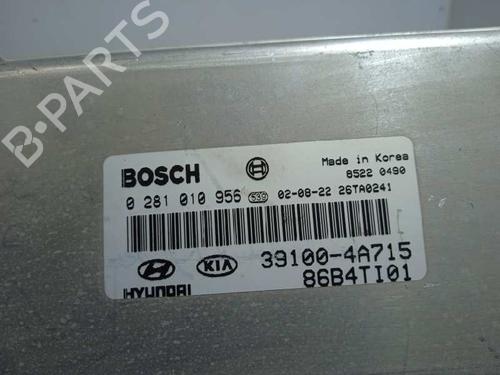 B-PARTS
BOSCH
Made in Korea
8522 0490
0 281 010 956 539 02-08-22 26TA0241
39100-4A715
HYUNDAI KIA
86B4TI01